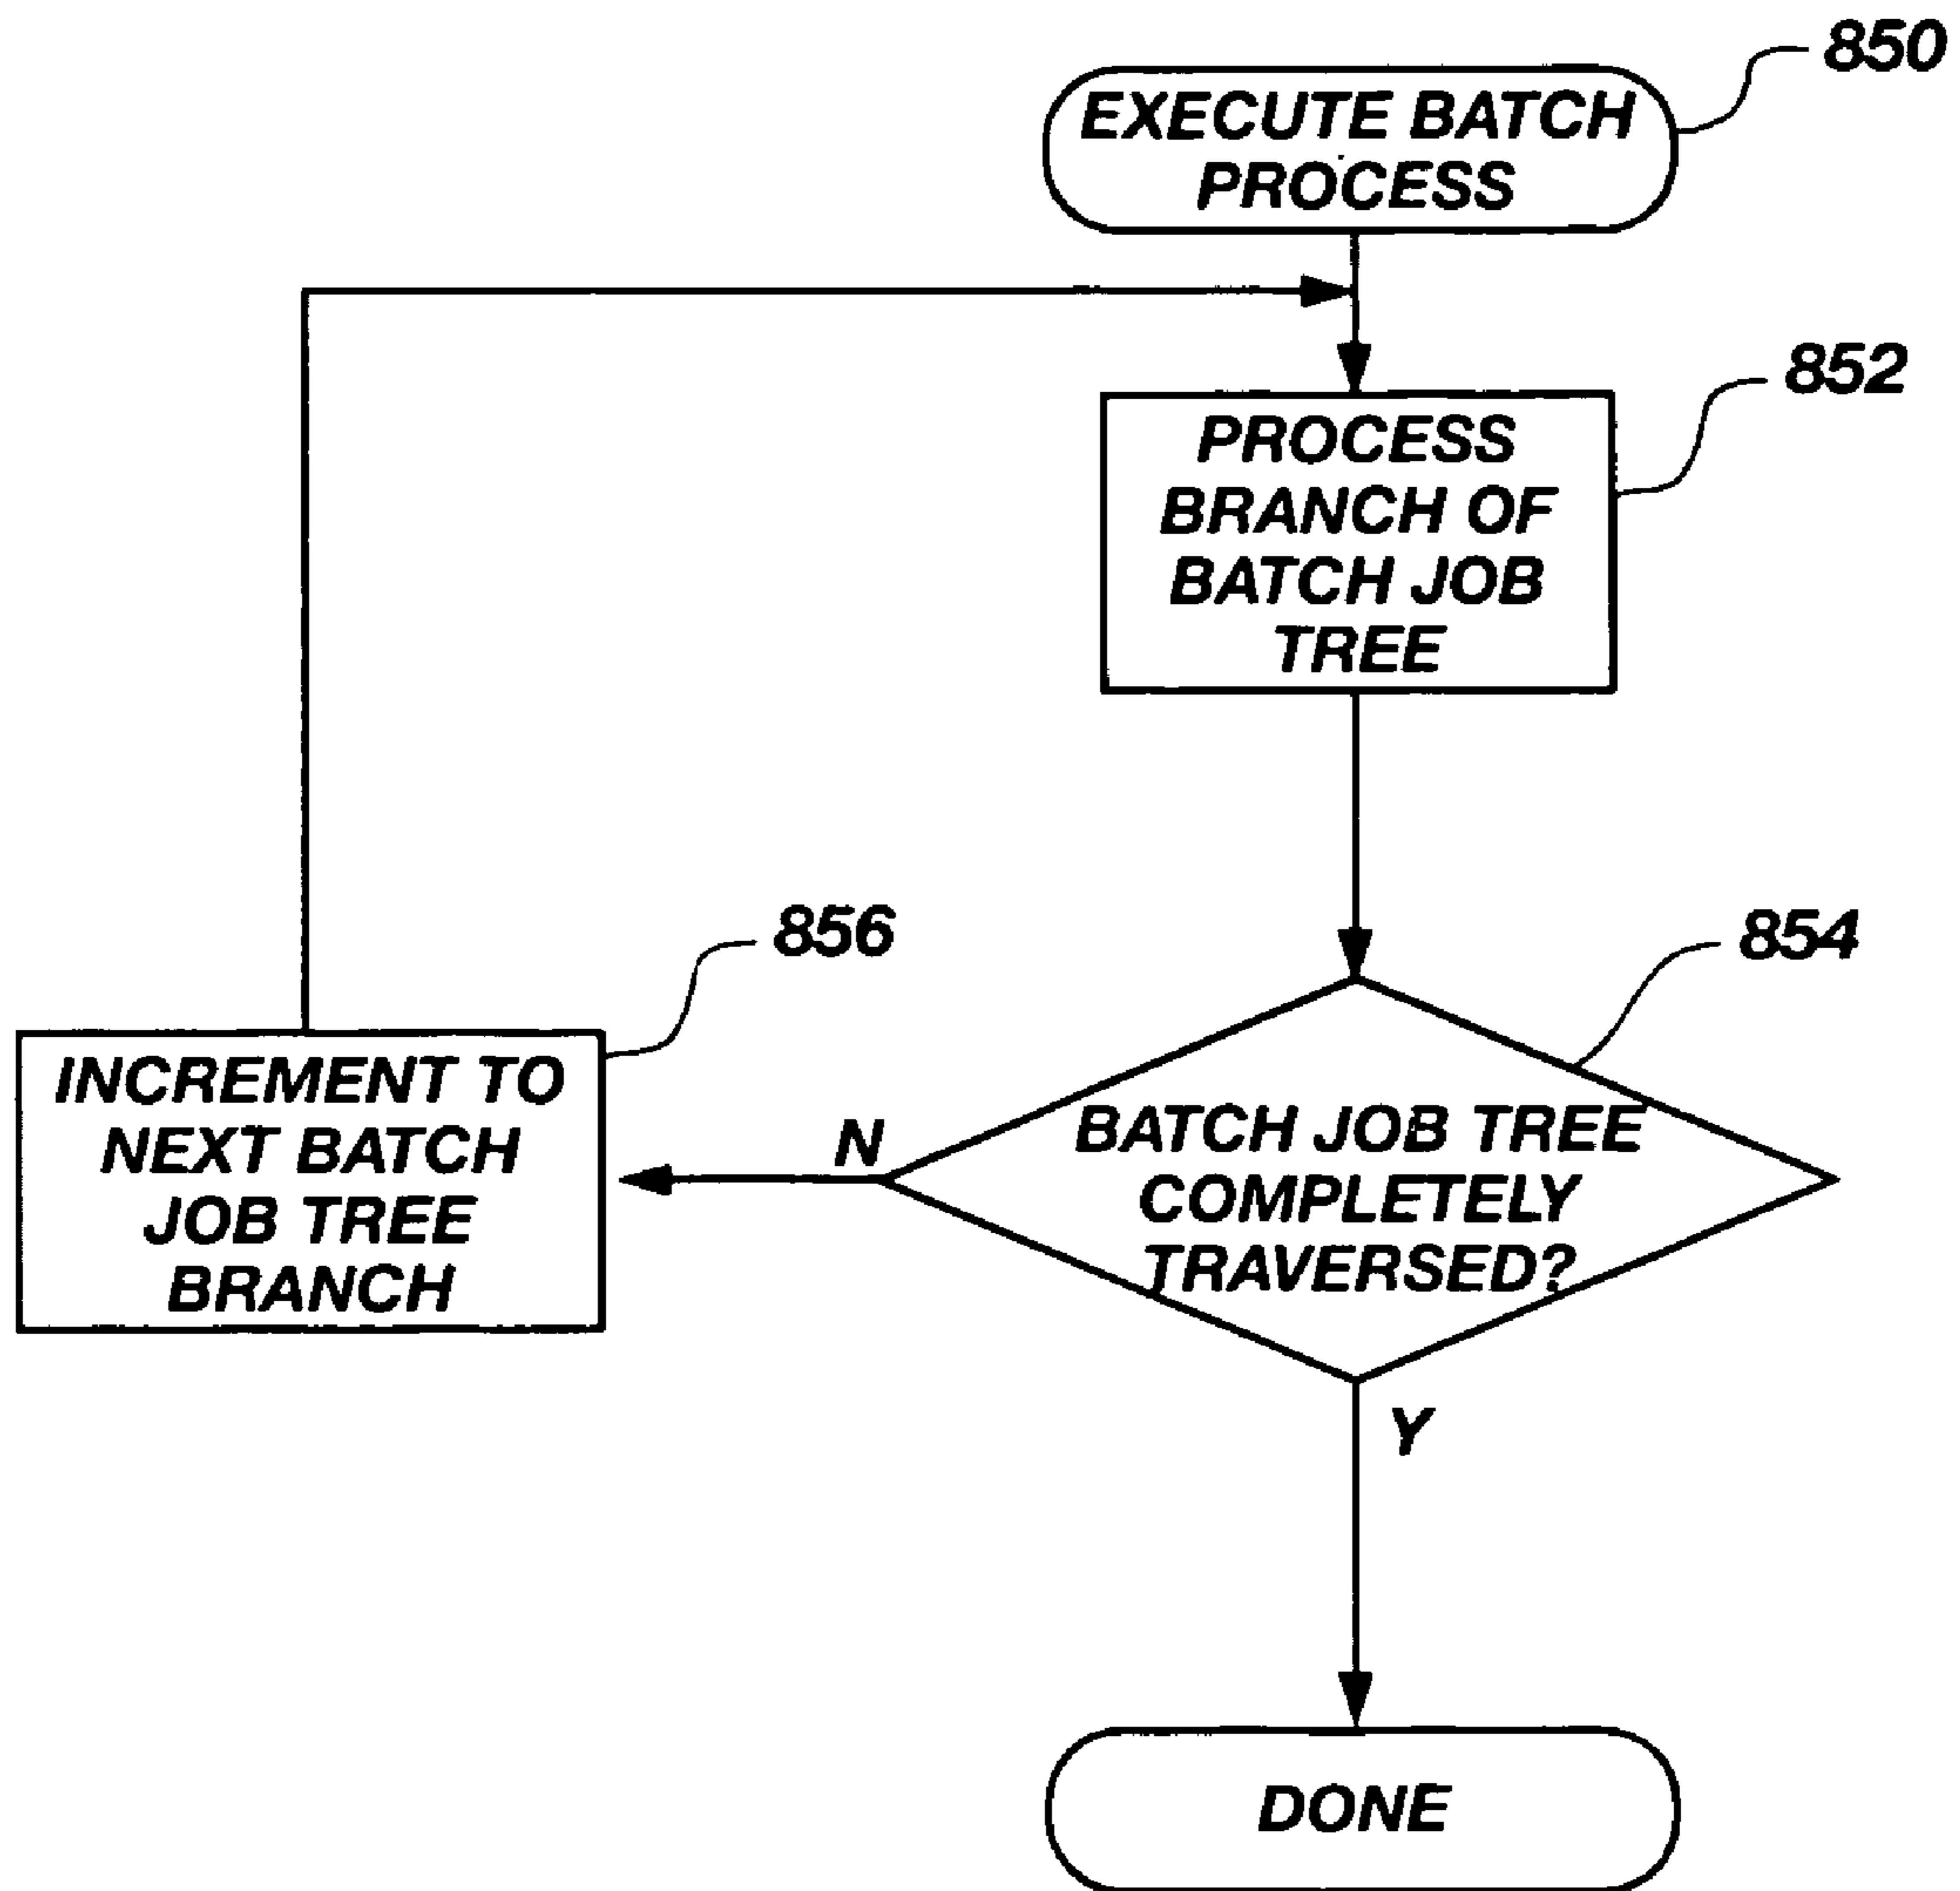 850
EXECUTE BATCH
PROCESS
852
PROCESS
BRANCH OF
BATCH JOB
TREE
856
854
INCREMENT TO
NEXT BATCH
JOB TREE
BRANCH
N
BATCH JOB TREE
COMPLETELY
TRAVERSED?
Y
DONE